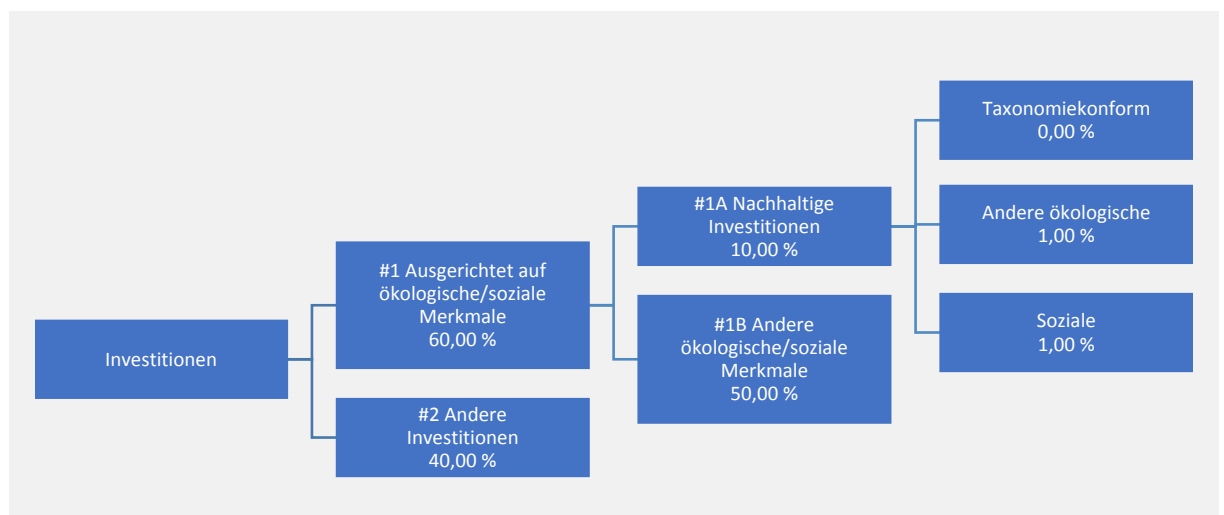 Investitionen
#1 Ausgerichtet auf
ökologische/soziale
Merkmale
60,00 %
#2 Andere
Investitionen
40,00 %
#1A Nachhaltige
Investitionen
10,00 %
#1B Andere
ökologische/soziale
Merkmale
50,00 %
Taxonomiekonform
0,00 %
Andere ökologische
1,00 %
Soziale
1,00 %